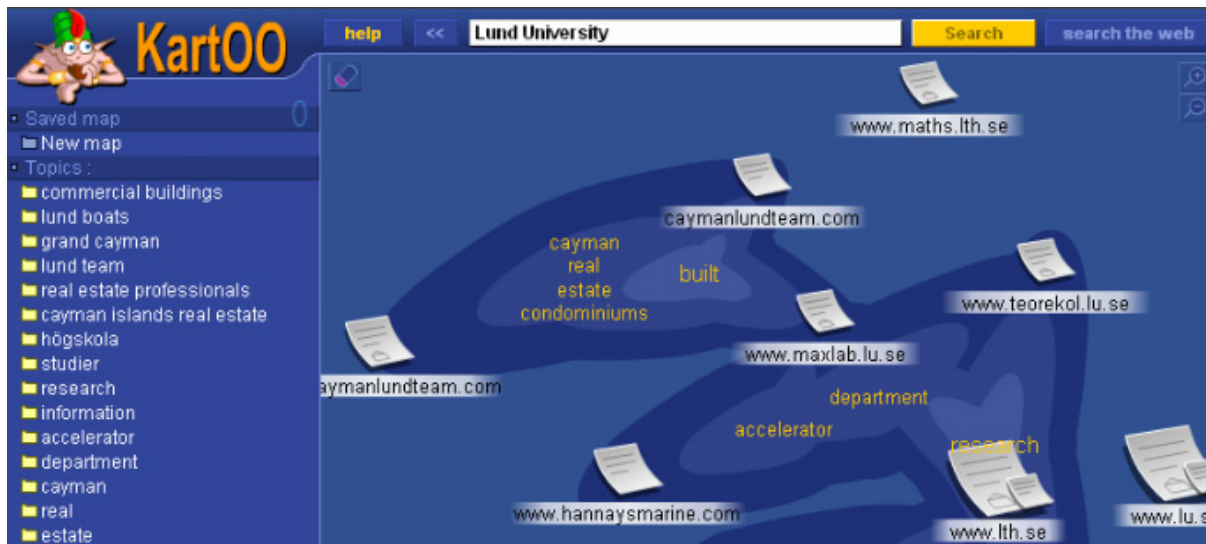 KartOO
help
<<
Lund University
Search
search the web
Saved map
0
New map
Topics :
commercial buildings
lund boats
grand cayman
lund team
real estate professionals
cayman islands real estate
högskola
studier
research
information
accelerator
department
cayman
real
estate
www.maths.lth.se
caymanlundteam.com
cayman
real
estate
condominiums
built
www.teorekol.lu.se
www.maxlab.lu.se
aymanlundteam.com
department
accelerator
research
www.hannaysmarine.com
www.lth.se
www.lu.s